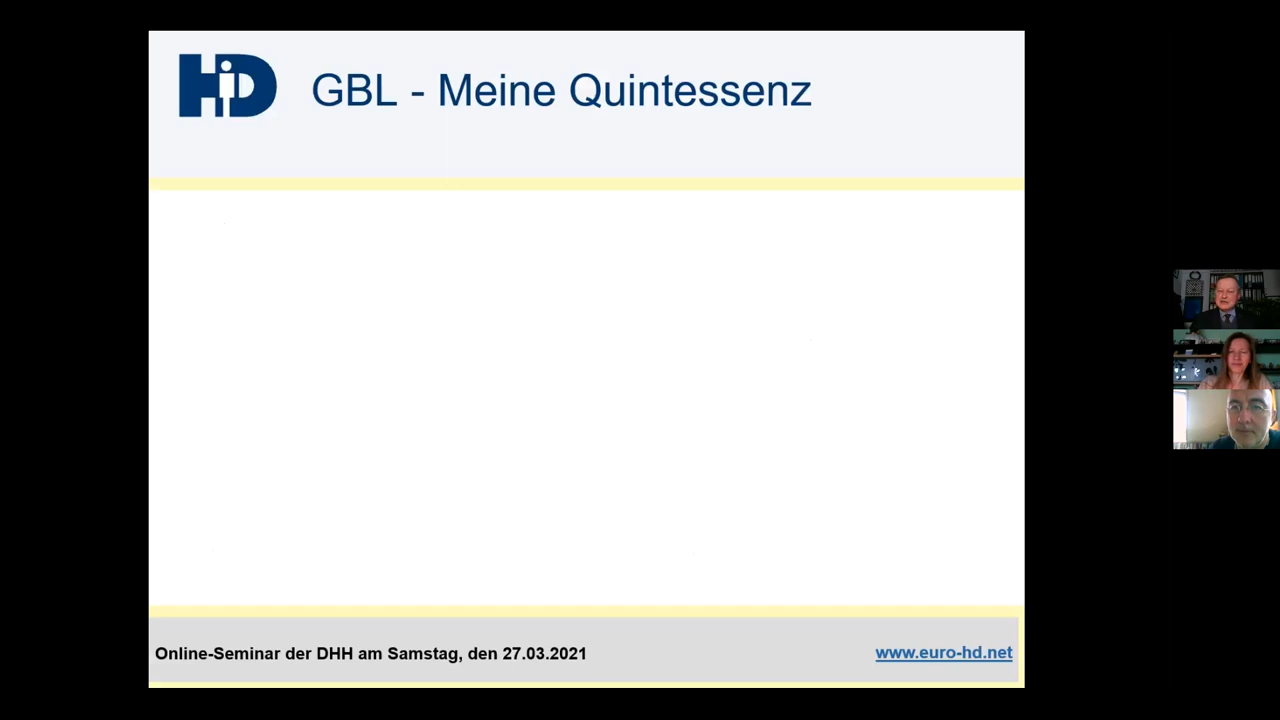 HD
GBL - Meine Quintessenz
Online-Seminar der DHH am Samstag, den 27.03.2021
www.euro-hd.net